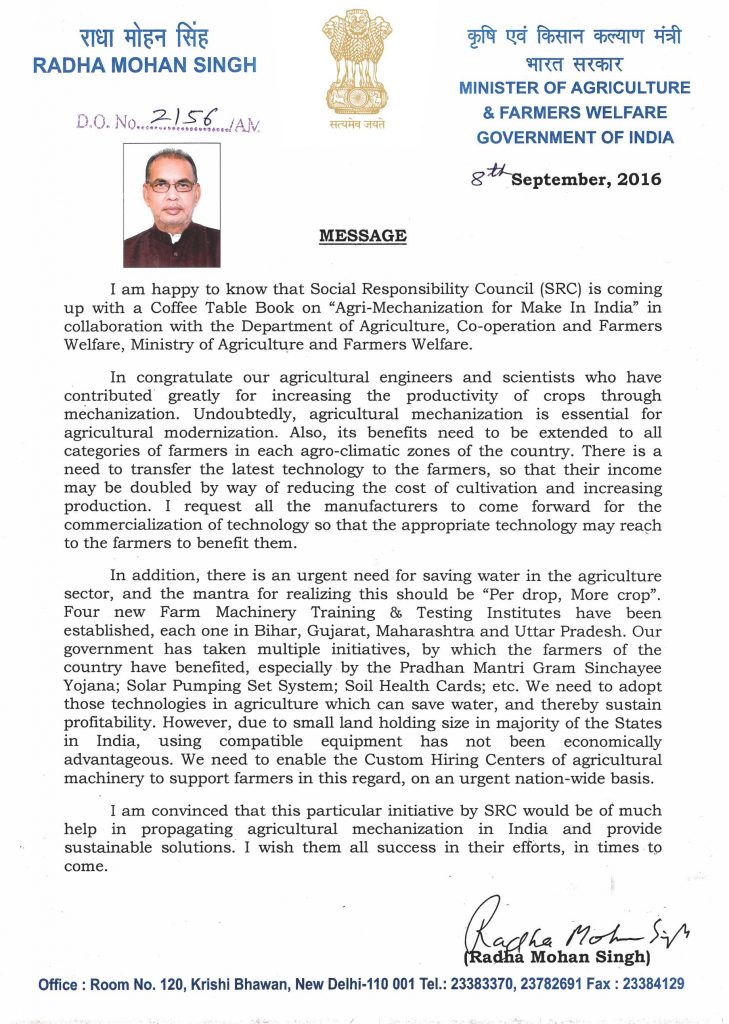 राधा मोहन सिंह
RADHA MOHAN SINGH
सत्यमेव जयते
कृषि एवं किसान कल्याण मंत्री
भारत सरकार
MINISTER OF AGRICULTURE
& FARMERS WELFARE
GOVERNMENT OF INDIA
D.O. No. 2156 /AM
8th September, 2016
MESSAGE
I am happy to know that Social Responsibility Council (SRC) is coming
up with a Coffee Table Book on “Agri-Mechanization for Make In India” in
collaboration with the Department of Agriculture, Co-operation and Farmers
Welfare, Ministry of Agriculture and Farmers Welfare.
In congratulate our agricultural engineers and scientists who have
contributed greatly for increasing the productivity of crops through
mechanization. Undoubtedly, agricultural mechanization is essential for
agricultural modernization. Also, its benefits need to be extended to all
categories of farmers in each agro-climatic zones of the country. There is a
need to transfer the latest technology to the farmers, so that their income
may be doubled by way of reducing the cost of cultivation and increasing
production. I request all the manufacturers to come forward for the
commercialization of technology so that the appropriate technology may reach
to the farmers to benefit them.
In addition, there is an urgent need for saving water in the agriculture
sector, and the mantra for realizing this should be “Per drop, More crop”.
Four new Farm Machinery Training & Testing Institutes have been
established, each one in Bihar, Gujarat, Maharashtra and Uttar Pradesh. Our
government has taken multiple initiatives, by which the farmers of the
country have benefited, especially by the Pradhan Mantri Gram Sinchayee
Yojana; Solar Pumping Set System; Soil Health Cards; etc. We need to adopt
those technologies in agriculture which can save water, and thereby sustain
profitability. However, due to small land holding size in majority of the States
in India, using compatible equipment has not been economically
advantageous. We need to enable the Custom Hiring Centers of agricultural
machinery to support farmers in this regard, on an urgent nation-wide basis.
I am convinced that this particular initiative by SRC would be of much
help in propagating agricultural mechanization in India and provide
sustainable solutions. I wish them all success in their efforts, in times to
come.
Radha Mohan Singh
(Radha Mohan Singh)
Office : Room No. 120, Krishi Bhawan, New Delhi-110 001 Tel.: 23383370, 23782691 Fax : 23384129